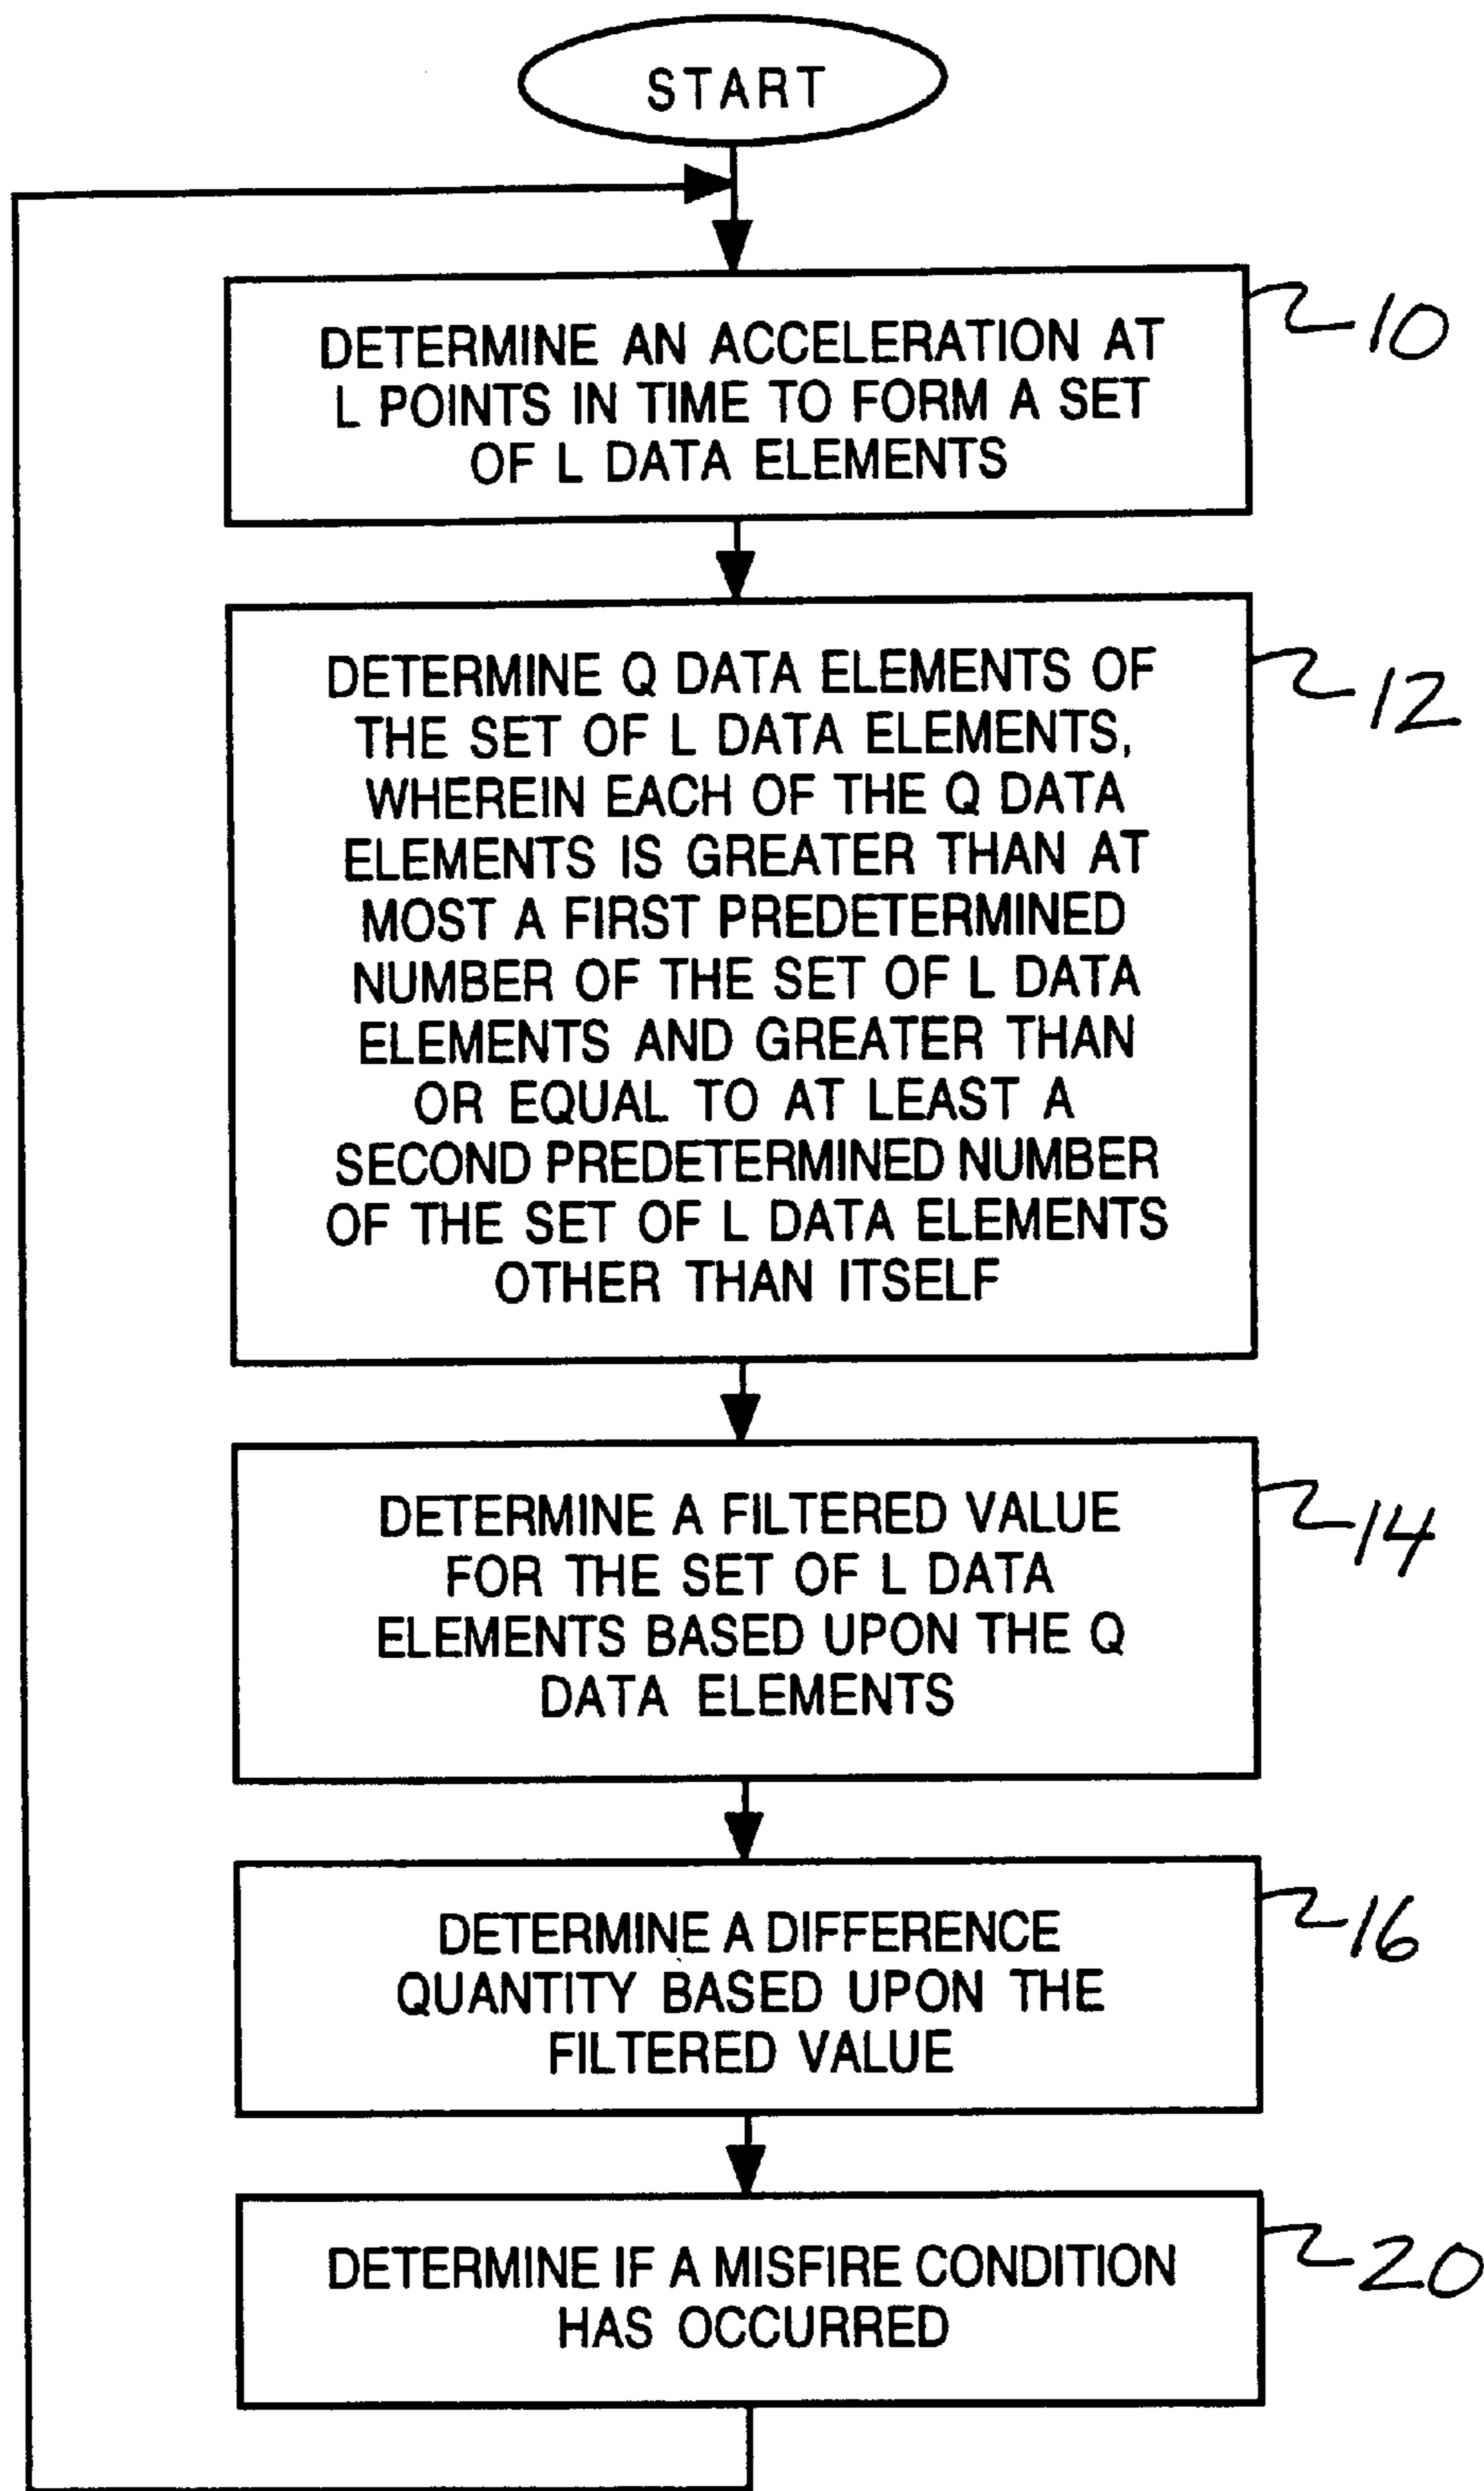 START
DETERMINE AN ACCELERATION AT
L POINTS IN TIME TO FORM A SET
OF L DATA ELEMENTS
10
DETERMINE Q DATA ELEMENTS OF
THE SET OF L DATA ELEMENTS,
WHEREIN EACH OF THE Q DATA
ELEMENTS IS GREATER THAN AT
MOST A FIRST PREDETERMINED
NUMBER OF THE SET OF L DATA
ELEMENTS AND GREATER THAN
OR EQUAL TO AT LEAST A
SECOND PREDETERMINED NUMBER
OF THE SET OF L DATA ELEMENTS
OTHER THAN ITSELF
12
DETERMINE A FILTERED VALUE
FOR THE SET OF L DATA
ELEMENTS BASED UPON THE Q
DATA ELEMENTS
14
DETERMINE A DIFFERENCE
QUANTITY BASED UPON THE
FILTERED VALUE
16
DETERMINE IF A MISFIRE CONDITION
HAS OCCURRED
20